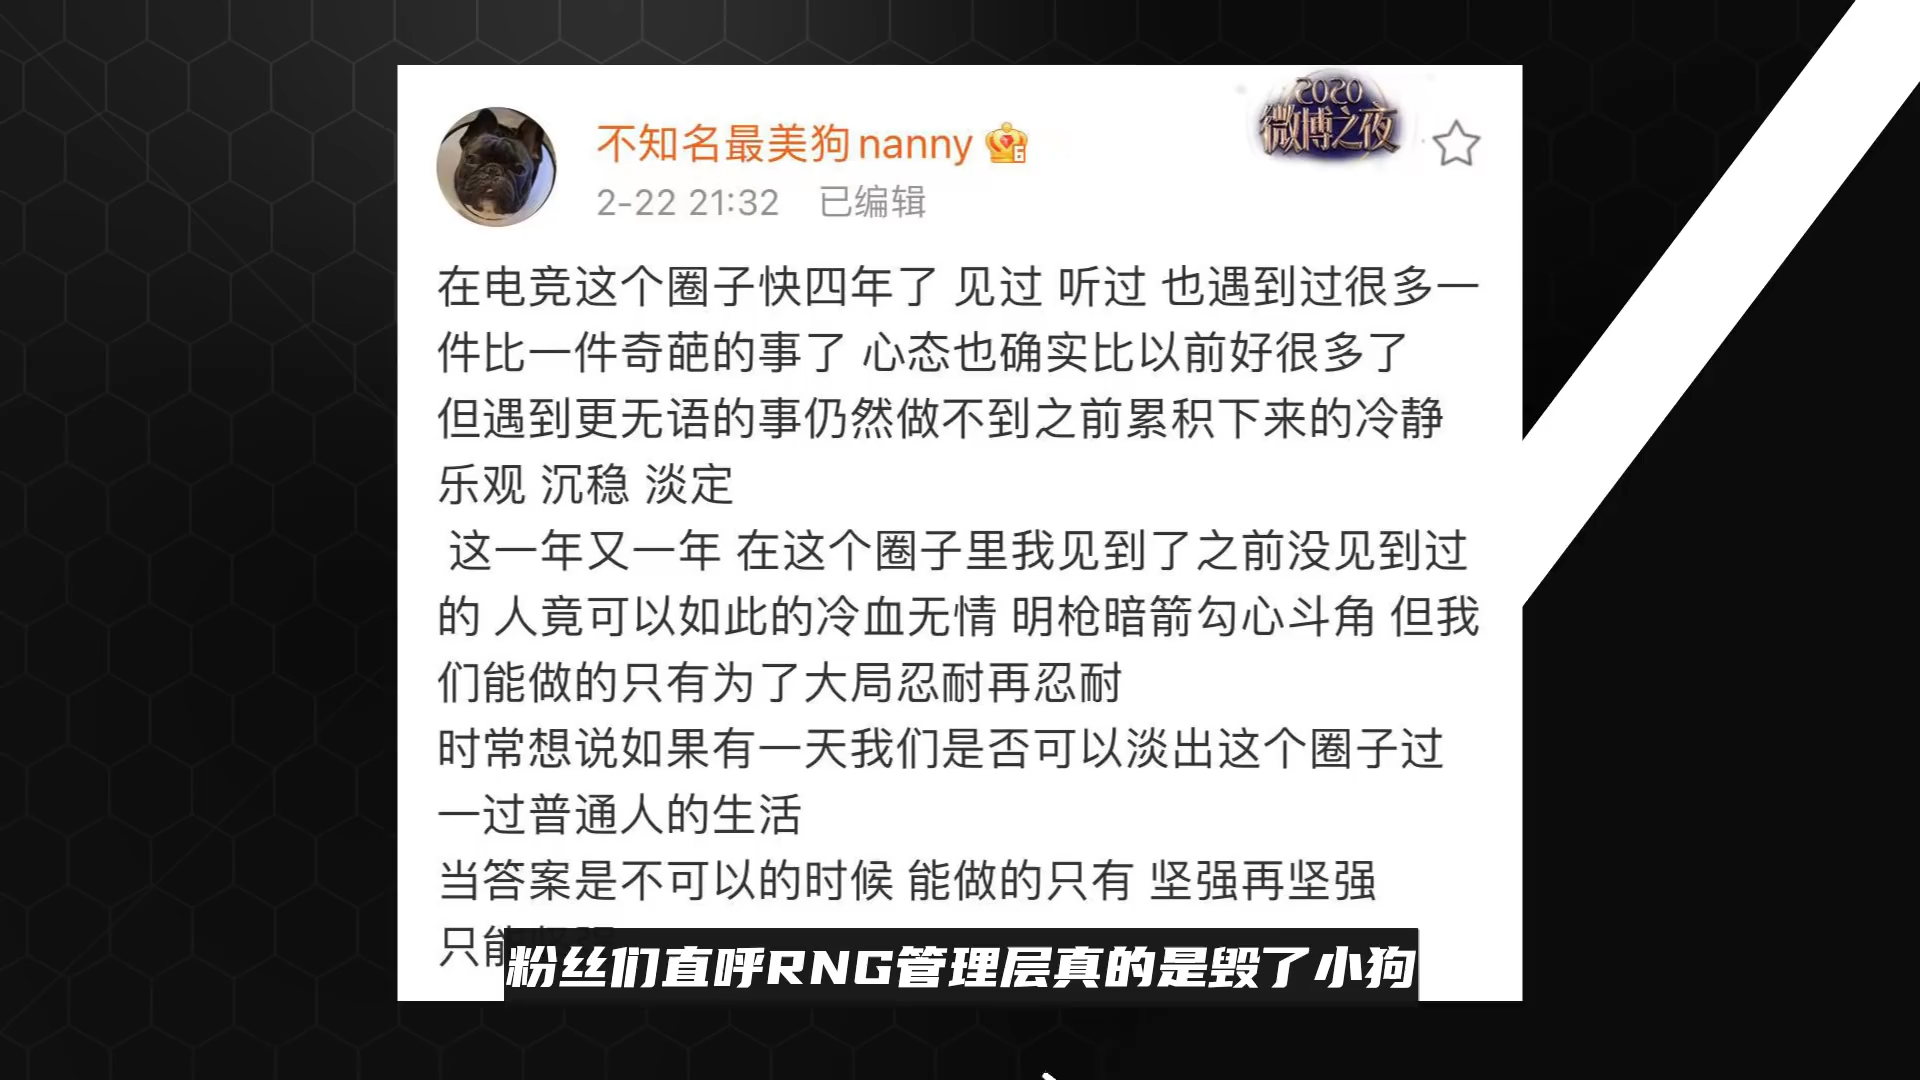 2020
微博之夜
不知名最美狗nanny
6
2-22 21:32 已编辑
在电竞这个圈子快四年了 见过 听过 也遇到过很多一
件比一件奇葩的事了 心态也确实比以前好很多了
但遇到更无语的事仍然做不到之前累积下来的冷静
乐观 沉稳 淡定
这一年又一年 在这个圈子里我见到了之前没见到过
的 人竟可以如此的冷血无情 明枪暗箭勾心斗角 但我
们能做的只有为了大局忍耐再忍耐
时常想说如果有一天我们是否可以淡出这个圈子过
一过普通人的生活
当答案是不可以的时候 能做的只有 坚强再坚强
只能
粉丝们直呼RNG管理层真的是毁了小狗